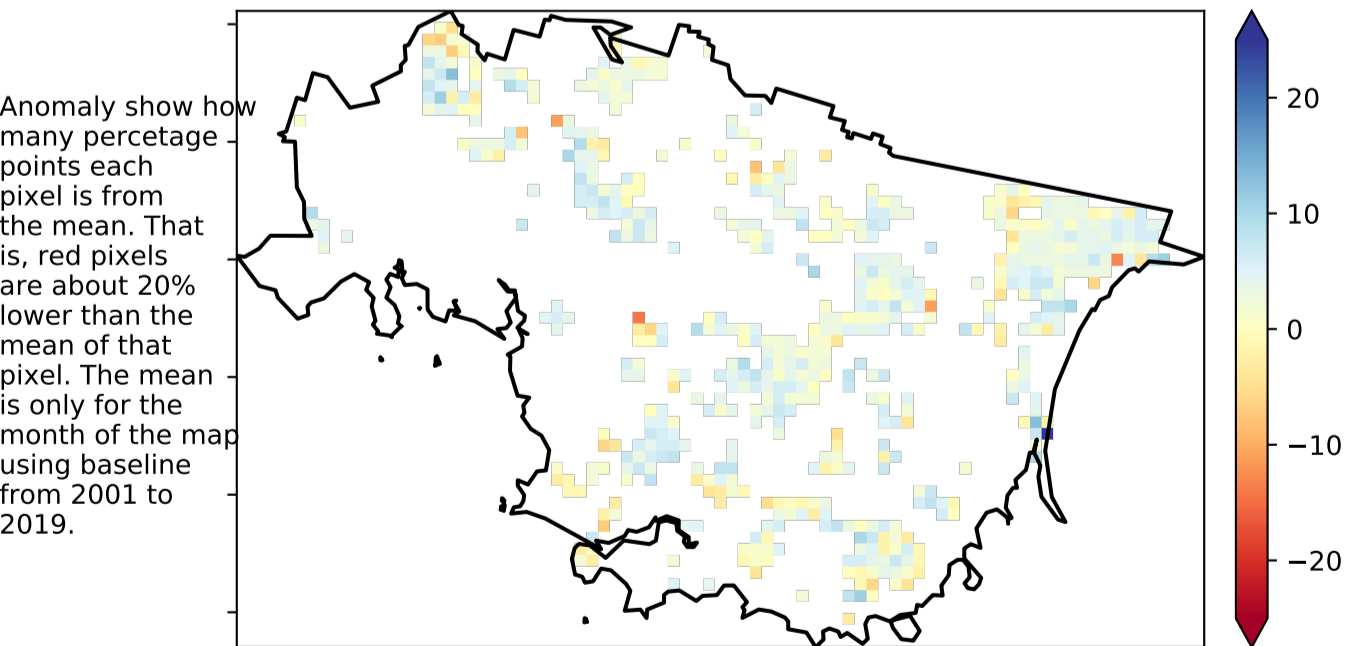 Anomaly show how
many percetage
points each
pixel is from
the mean. That
is, red pixels
are about 20%
lower than the
mean of that
pixel. The mean
is only for the
month of the map
using baseline
from 2001 to
2019.
20
10
0
−10
−20